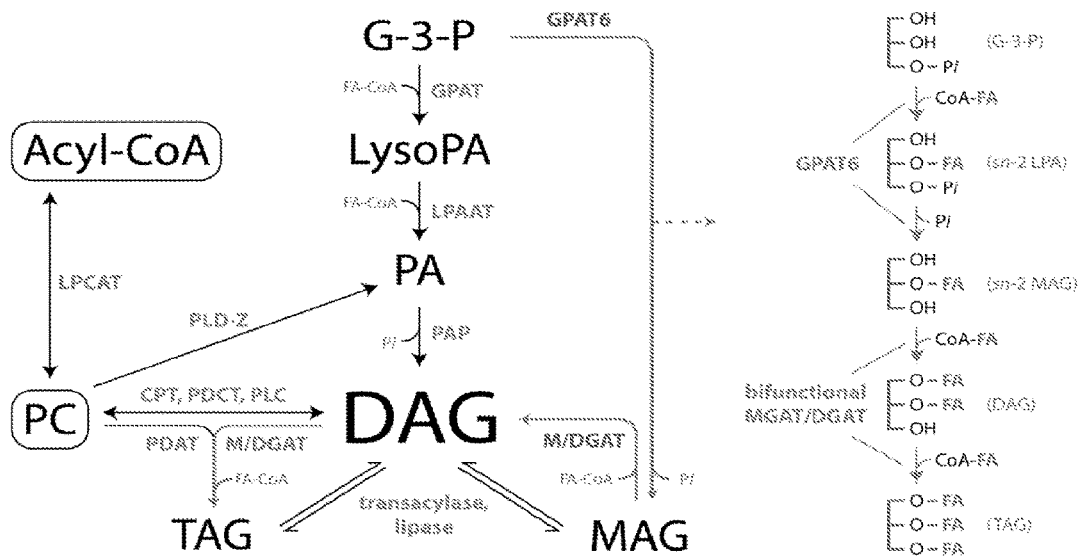 GPAT6
G-3-P
FA-CoA GPAT
Acyl-CoA
LysoPA
FA-CoA LPAAT
LPCAT
PA
PLD-Z
Pi PAP
PC
CPT, PDCT, PLC
DAG
PDAT M/DGAT
FA-CoA
M/DGAT
FA-CoA Pi
transacylase,
lipase
TAG
MAG
OH
OH (G-3-P)
O - Pi
CoA-FA
GPAT6
OH
O - FA (sn-2 LPA)
O - Pi
Pi
OH
O - FA (sn-2 MAG)
OH
CoA-FA
bifunctional
MGAT/DGAT
O - FA
O - FA (DAG)
OH
CoA-FA
O - FA
O - FA (TAG)
O - FA